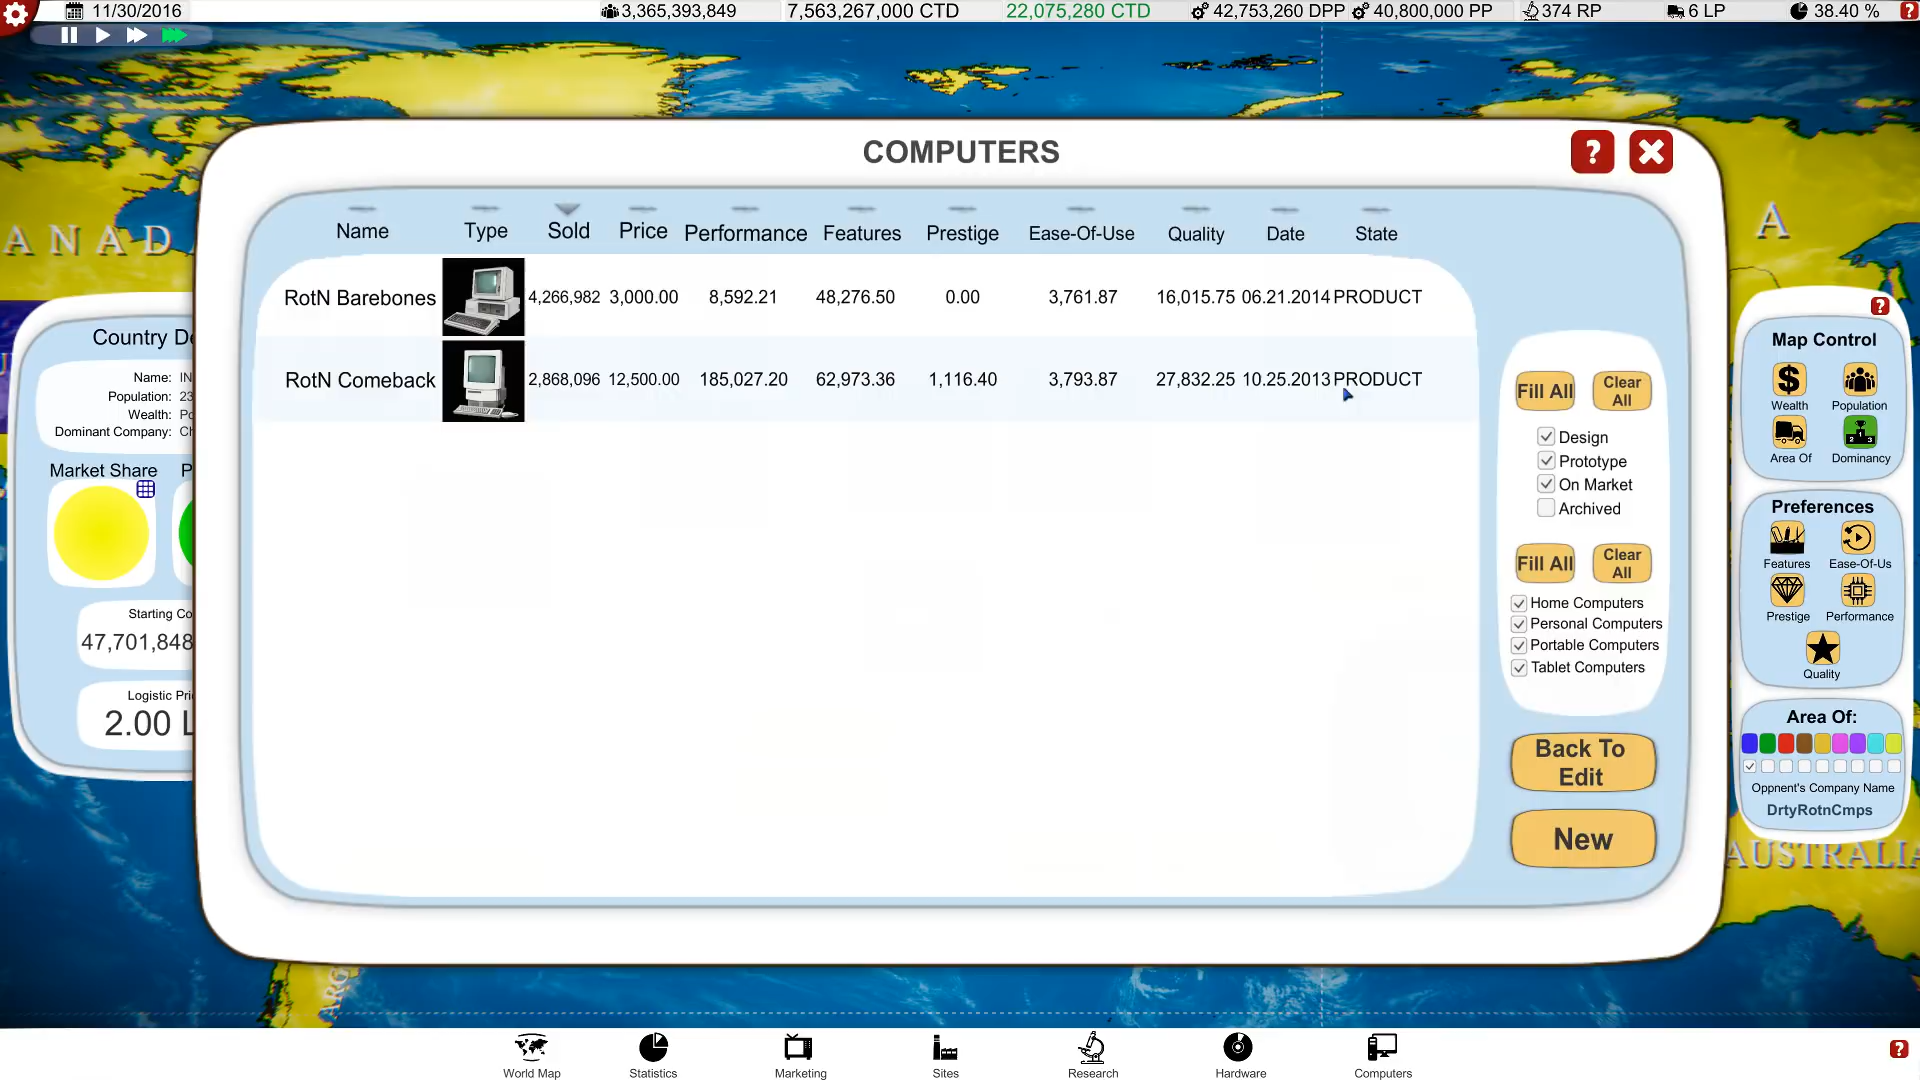 11/30/2016
3,365,393,849
7,563,267,000 CTD
22,075,280 CTD
42,753,260 DPP
40,800,000 PP
374 RP
6 LP
38.40 %
?
COMPUTERS
?
Name
Type
Sold
Price
Performance
Features
Prestige
Ease-Of-Use
Quality
Date
State
RotN Barebones
4,266,982
3,000.00
8,592.21
48,276.50
0.00
3,761.87
16,015.75
06.21.2014
PRODUCT
RotN Comeback
2,868,096
12,500.00
185,027.20
62,973.36
1,116.40
3,793.87
27,832.25
10.25.2013
PRODUCT
Fill All
Clear
All
Design
Prototype
On Market
Archived
Fill All
Clear
All
Home Computers
Personal Computers
Portable Computers
Tablet Computers
Back To
Edit
New
ANAD
A
ARG
AUSTRALIA
Country De
Name: IN
Population: 23
Wealth: Po
Dominant Company: Ch
Market Share
P
Starting Co
47,701,848
Logistic Pri
2.00 L
?
Map Control
Wealth
Population
Area Of
Dominancy
Preferences
Features
Ease-Of-Us
Prestige
Performance
Quality
Area Of:
Oppnent's Company Name
DrtyRotnCmps
World Map
Statistics
Marketing
Sites
Research
Hardware
Computers
?